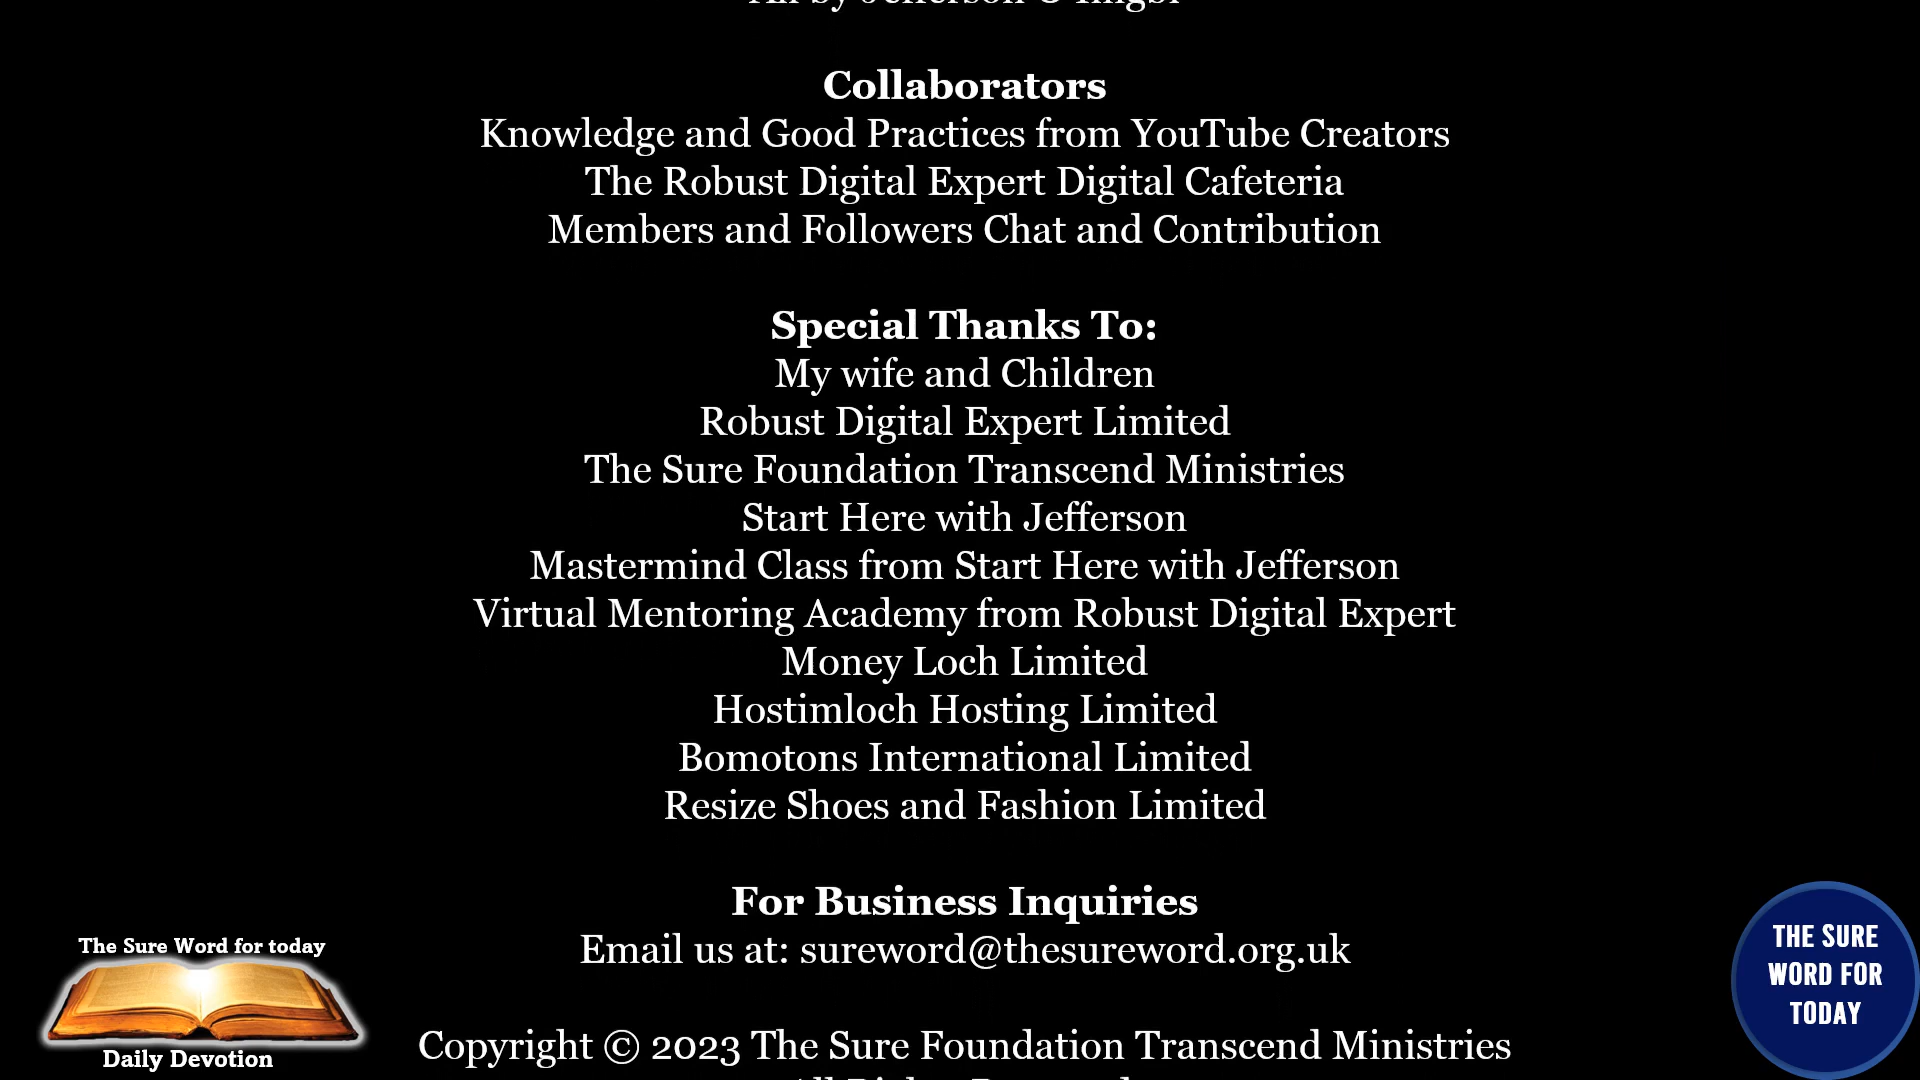 Collaborators
Knowledge and Good Practices from YouTube Creators
The Robust Digital Expert Digital Cafeteria
Members and Followers Chat and Contribution
Special Thanks To:
My wife and Children
Robust Digital Expert Limited
The Sure Foundation Transcend Ministries
Start Here with Jefferson
Mastermind Class from Start Here with Jefferson
Virtual Mentoring Academy from Robust Digital Expert
Money Loch Limited
Hostimloch Hosting Limited
Bomotons International Limited
Resize Shoes and Fashion Limited
For Business Inquiries
Email us at: sureword@thesureword.org.uk
Copyright © 2023 The Sure Foundation Transcend Ministries
The Sure Word for today
Daily Devotion
THE SURE
WORD FOR
TODAY